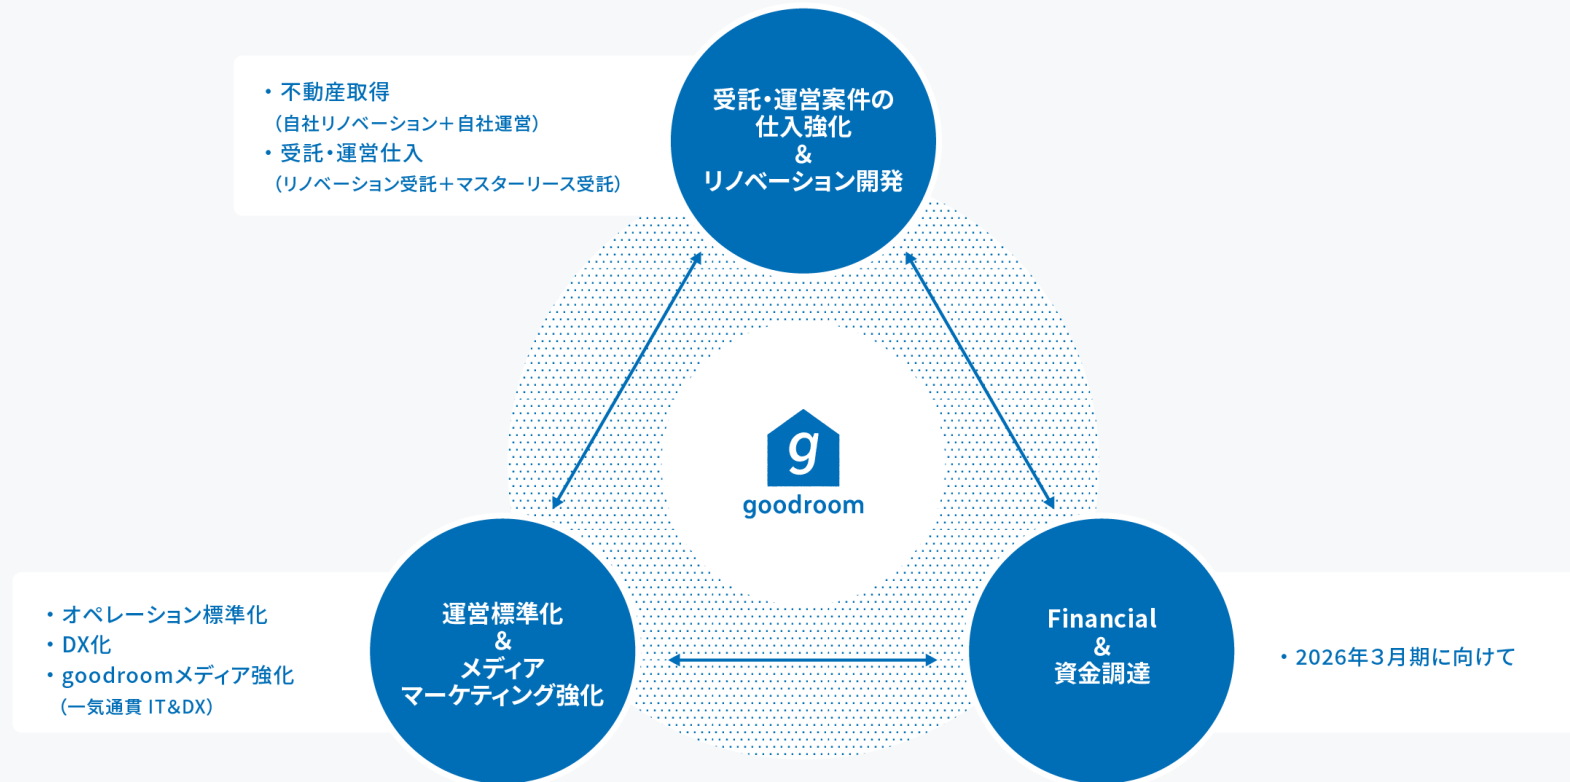 ・不動産取得
（自社リノベーション＋自社運営）
・受託・運営仕入
（リノベーション受託＋マスターリース受託）
受託・運営案件の
仕入強化
&
リノベーション開発
g
goodroom
・オペレーション標準化
・DX化
・goodroomメディア強化
（一気通貫 IT&DX）
運営標準化
&
メディア
マーケティング強化
Financial
&
資金調達
・2026年３月期に向けて